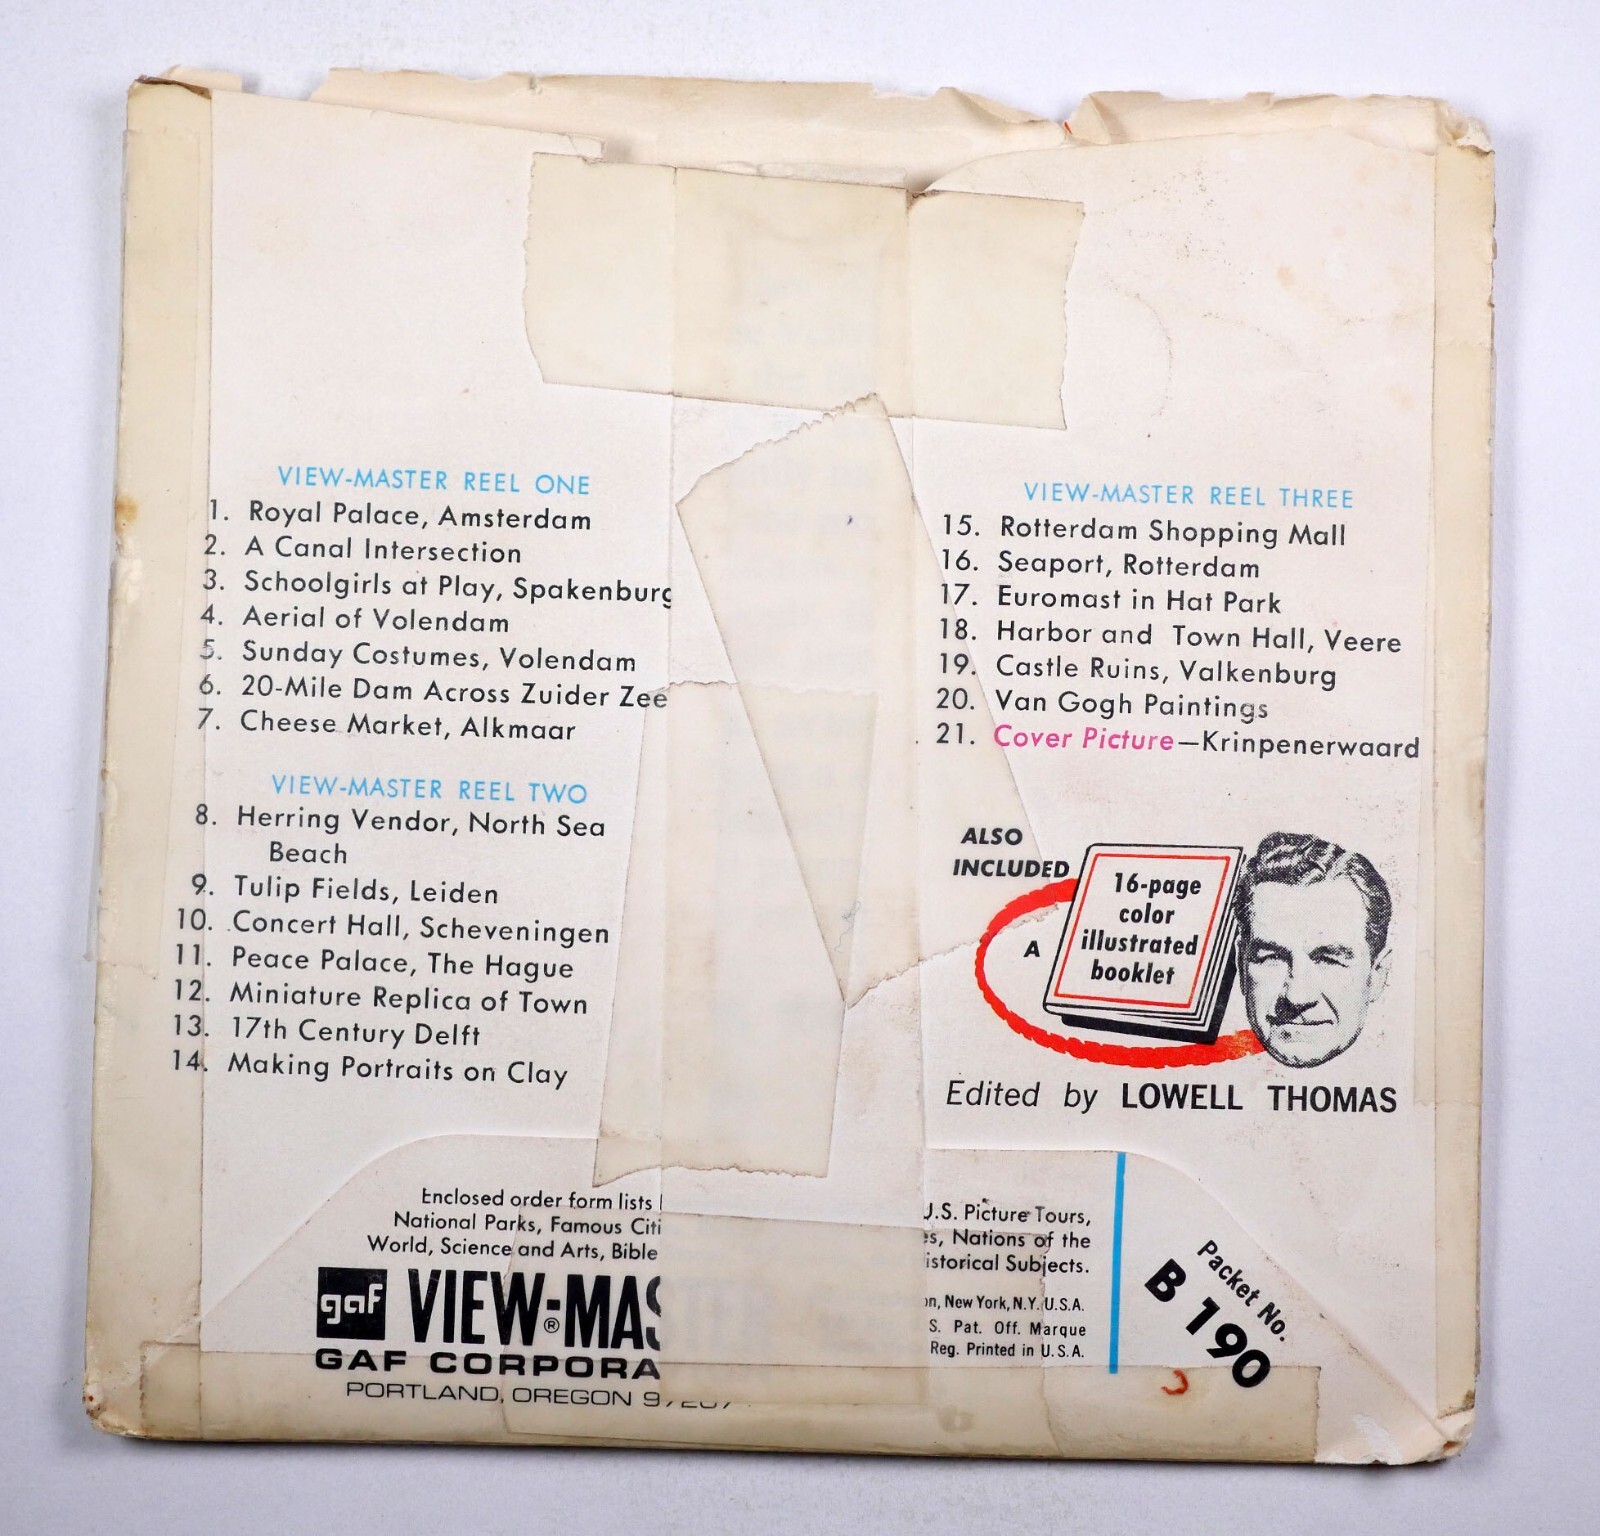 VIEW-MASTER REEL ONE
1. Royal Palace, Amsterdam
2. A Canal Intersection
3. Schoolgirls at Play, Spakenburg
4. Aerial of Volendam
5. Sunday Costumes, Volendam
6. 20-Mile Dam Across Zuider Zee
7. Cheese Market, Alkmaar
VIEW-MASTER REEL TWO
8. Herring Vendor, North Sea
Beach
9. Tulip Fields, Leiden
10. Concert Hall, Scheveningen
11. Peace Palace, The Hague
12. Miniature Replica of Town
13. 17th Century Delft
14. Making Portraits on Clay
VIEW-MASTER REEL THREE
15. Rotterdam Shopping Mall
16. Seaport, Rotterdam
17. Euromast in Hat Park
18. Harbor and Town Hall, Veere
19. Castle Ruins, Valkenburg
20. Van Gogh Paintings
21. Cover Picture—Krinpenerwaard
ALSO
INCLUDED
A
16-page
color
illustrated
booklet
Edited by LOWELL THOMAS
Enclosed order form lists
National Parks, Famous Citi
World, Science and Arts, Bible
gaf VIEW-MAS
GAF CORPORA
PORTLAND, OREGON
U.S. Picture Tours,
es, Nations of the
istorical Subjects.
on, New York, N.Y. U.S.A.
S. Pat. Off. Marque
Reg. Printed in U.S.A.
Packet No.
B 190